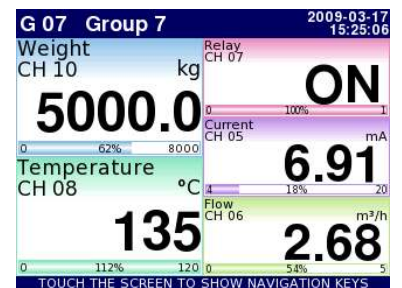 G 07 Group 7
2009-03-17
15:25:06
Weight
CH 10 kg
5000.0
0 62% 8000
Temperature
CH 08 °C
135
0 112% 120
Relay
CH 07
ON
0 100% 1
Current
CH 05 mA
6.91
4 18% 20
Flow
CH 06 m³/h
2.68
0 54% 5
TOUCH THE SCREEN TO SHOW NAVIGATION KEYS